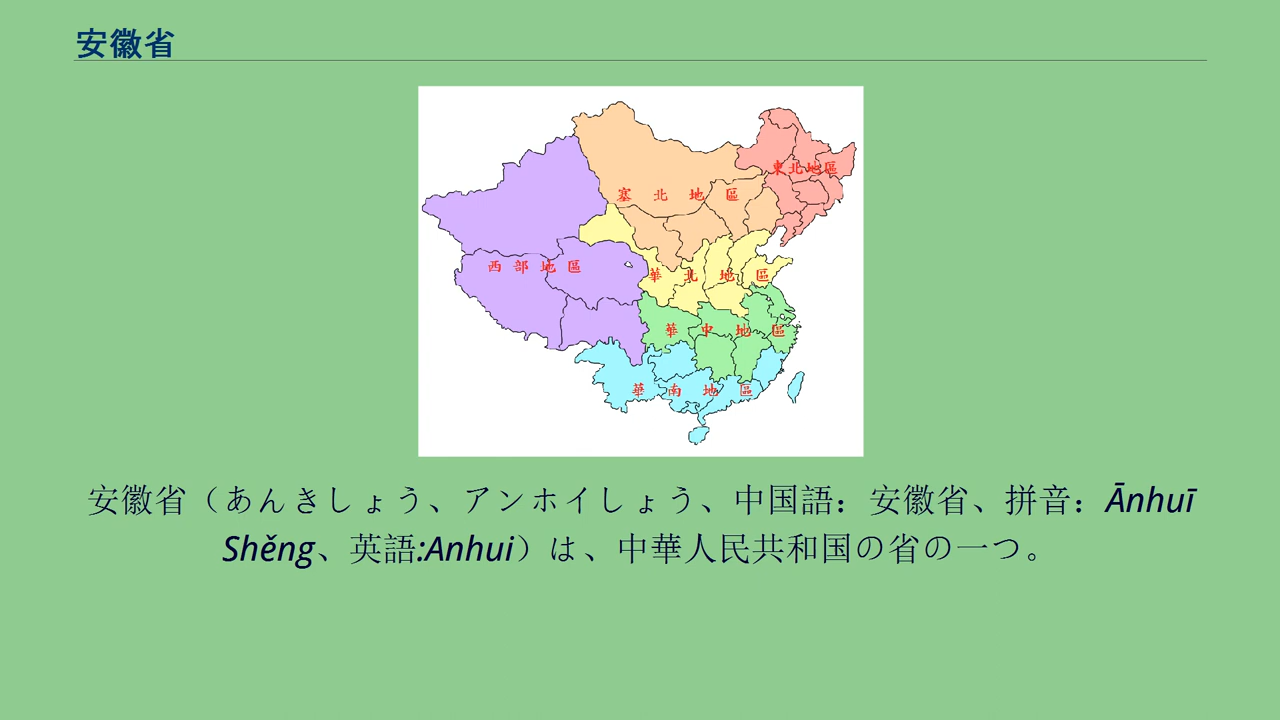 安徽省
東北地區
塞北地區
西部地區
華北地區
華中地區
華南地區
安徽省（あんきしょう、アンホイしょう、中国語：安徽省、拼音：Ānhuī
Shěng、英語:Anhui）は、中華人民共和国の省の一つ。